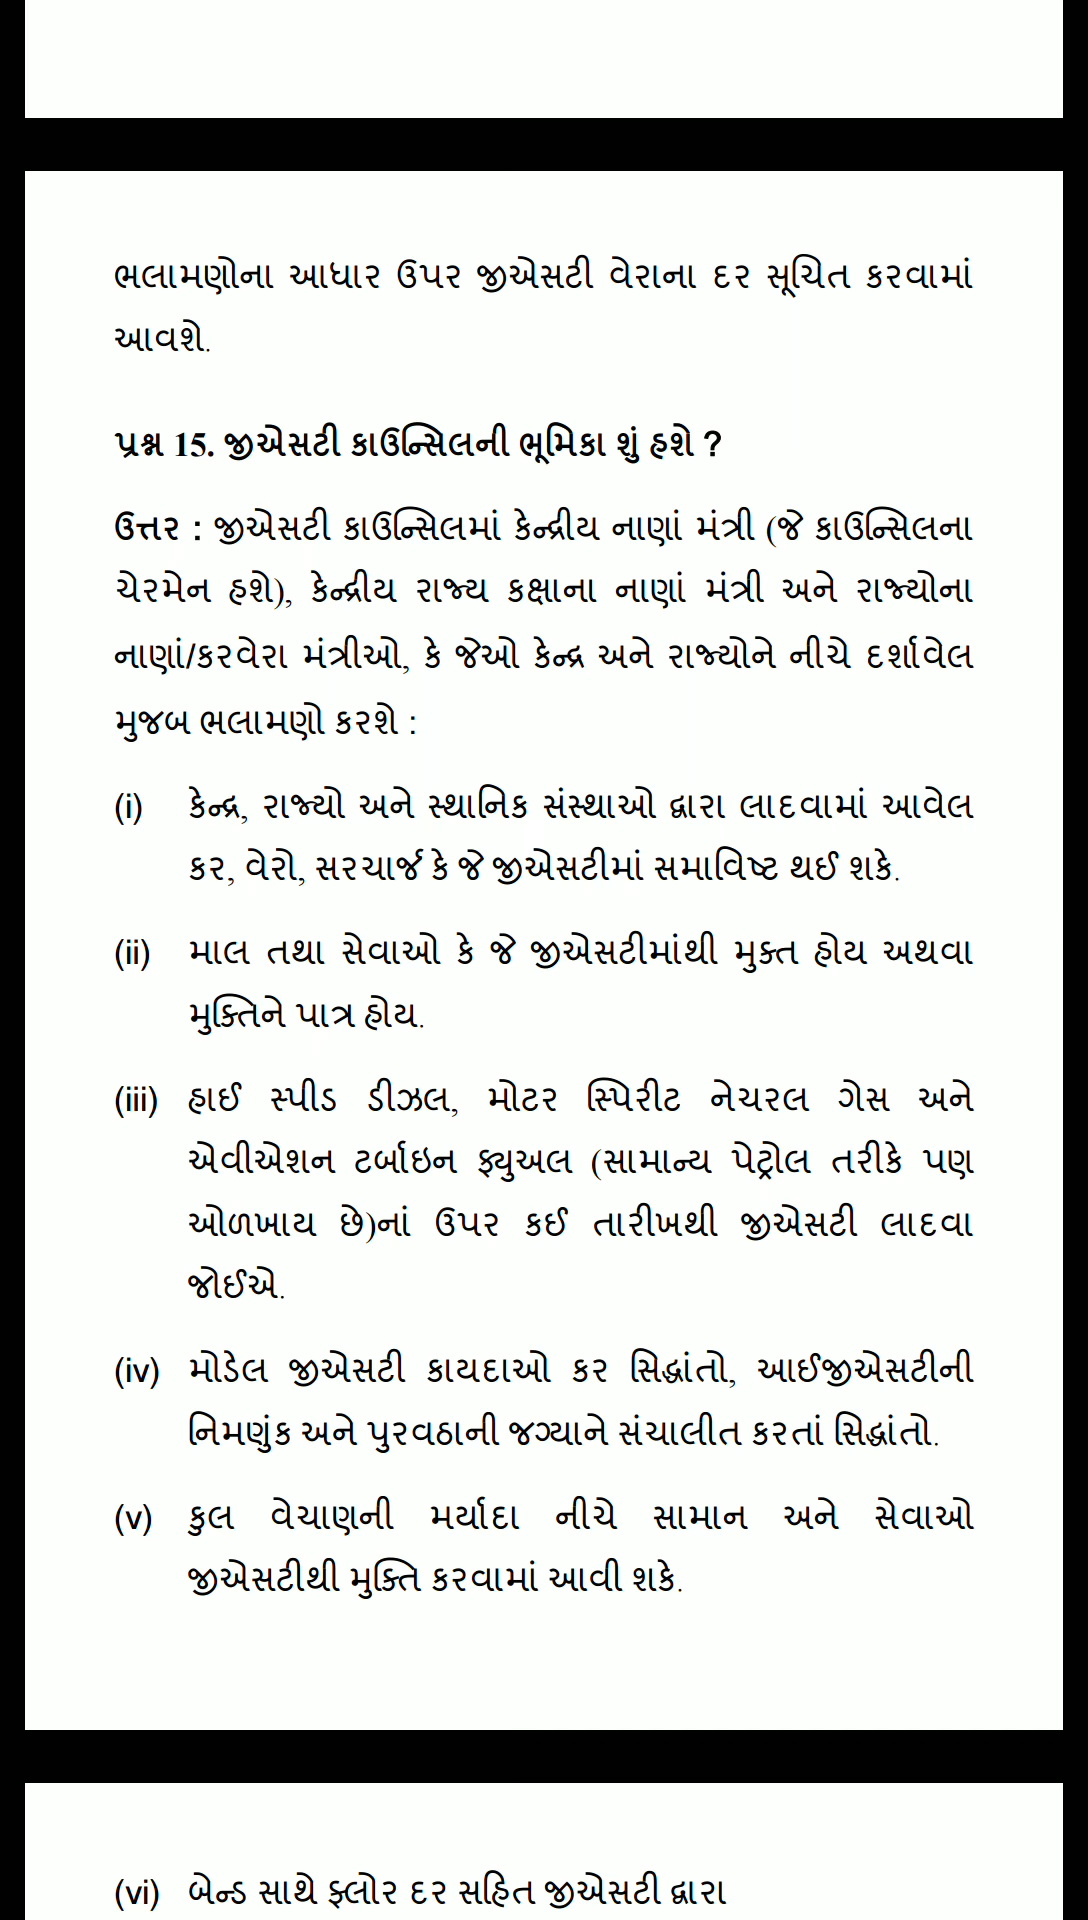 ભલામણોના આધાર ઉપર જીએસટી વેરાના દર સૂચિત કરવામાં
આવશે.
પ્રશ્ન 15. જીએસટી કાઉન્સિલની ભૂમિકા શું હશે ?
ઉત્તર : જીએસટી કાઉન્સિલમાં કેન્દ્રીય નાણાં મંત્રી (જે કાઉન્સિલના
ચેરમેન હશે), કેન્દ્રીય રાજ્ય કક્ષાના નાણાં મંત્રી અને રાજ્યોના
નાણાં/કરવેરા મંત્રીઓ, કે જેઓ કેન્દ્ર અને રાજ્યોને નીચે દર્શાવેલ
મુજબ ભલામણો કરશે :
(i) કેન્દ્ર, રાજ્યો અને સ્થાનિક સંસ્થાઓ દ્વારા લાદવામાં આવેલ
કર, વેરો, સરચાર્જ કે જે જીએસટીમાં સમાવિષ્ટ થઈ શકે.
(ii) માલ તથા સેવાઓ કે જે જીએસટીમાંથી મુક્ત હોય અથવા
મુક્તિને પાત્ર હોય.
(iii) હાઈ સ્પીડ ડીઝલ, મોટર સ્પિરીટ નેચરલ ગેસ અને
એવીએશન ટર્બાઇન ફ્યુઅલ (સામાન્ય પેટ્રોલ તરીકે પણ
ઓળખાય છે)નાં ઉપર કઈ તારીખથી જીએસટી લાદવા
જોઈએ.
(iv) મોડેલ જીએસટી કાયદાઓ કર સિદ્ધાંતો, આઈજીએસટીની
નિમણુંક અને પુરવઠાની જગ્યાને સંચાલીત કરતાં સિદ્ધાંતો.
(v) કુલ વેચાણની મર્યાદા નીચે સામાન અને સેવાઓ
જીએસટીથી મુક્તિ કરવામાં આવી શકે.
(vi) બેન્ડ સાથે ફ્લોર દર સહિત જીએસટી દ્વારા